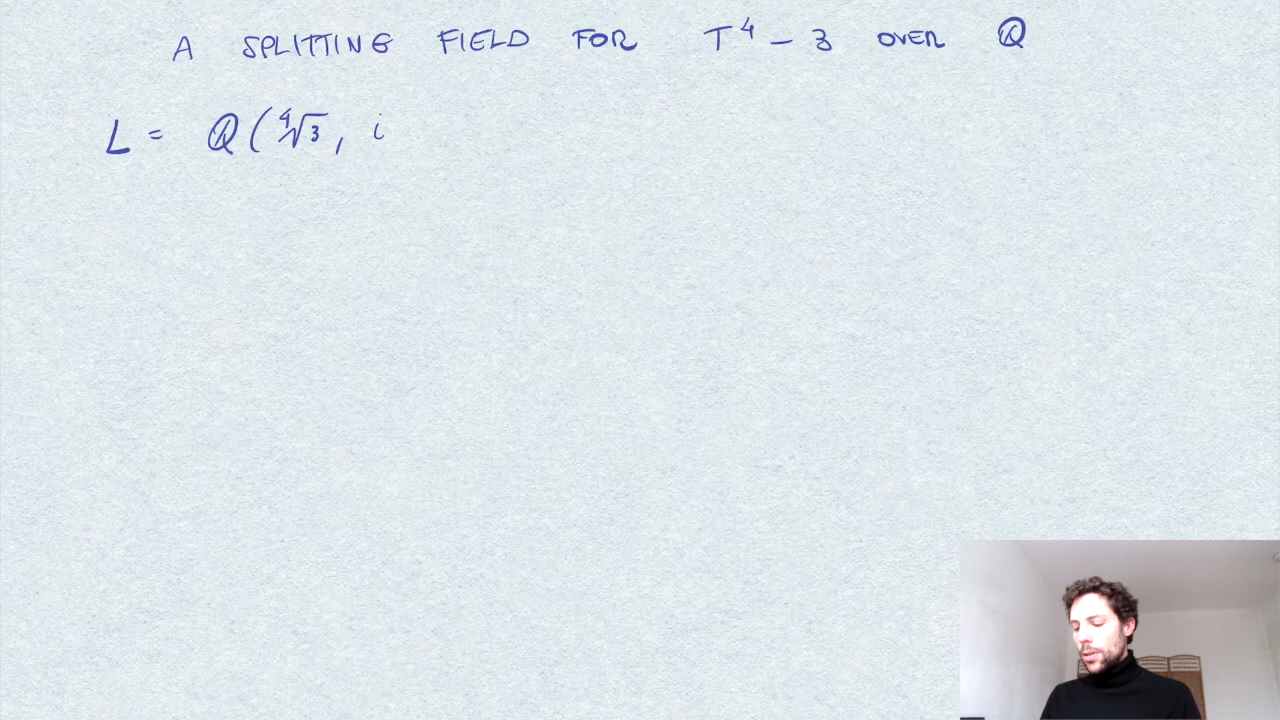 A SPLITTING FIELD FOR T⁴ - 3 OVER ℚ
L = ℚ(∜3, i